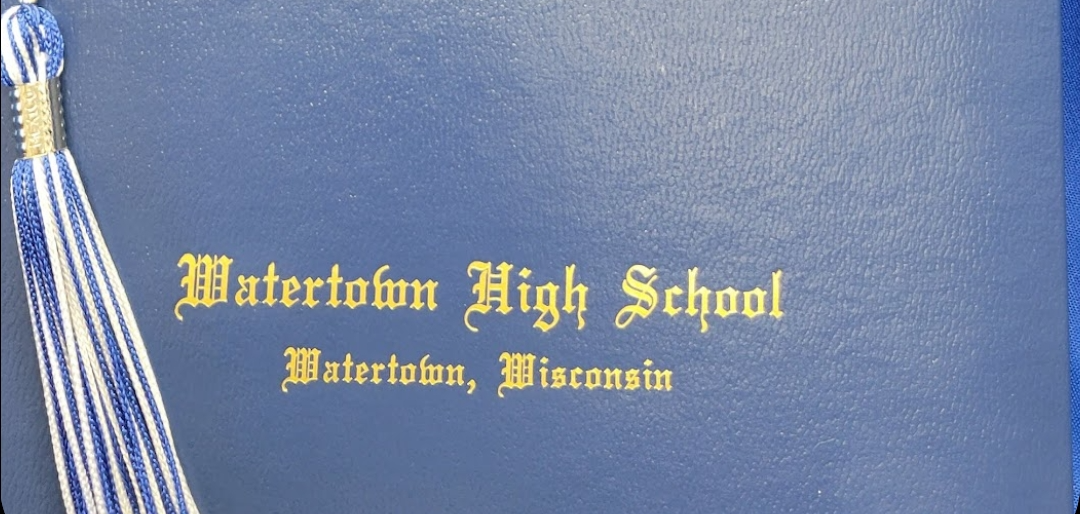 Watertown High School
Watertown, Wisconsin